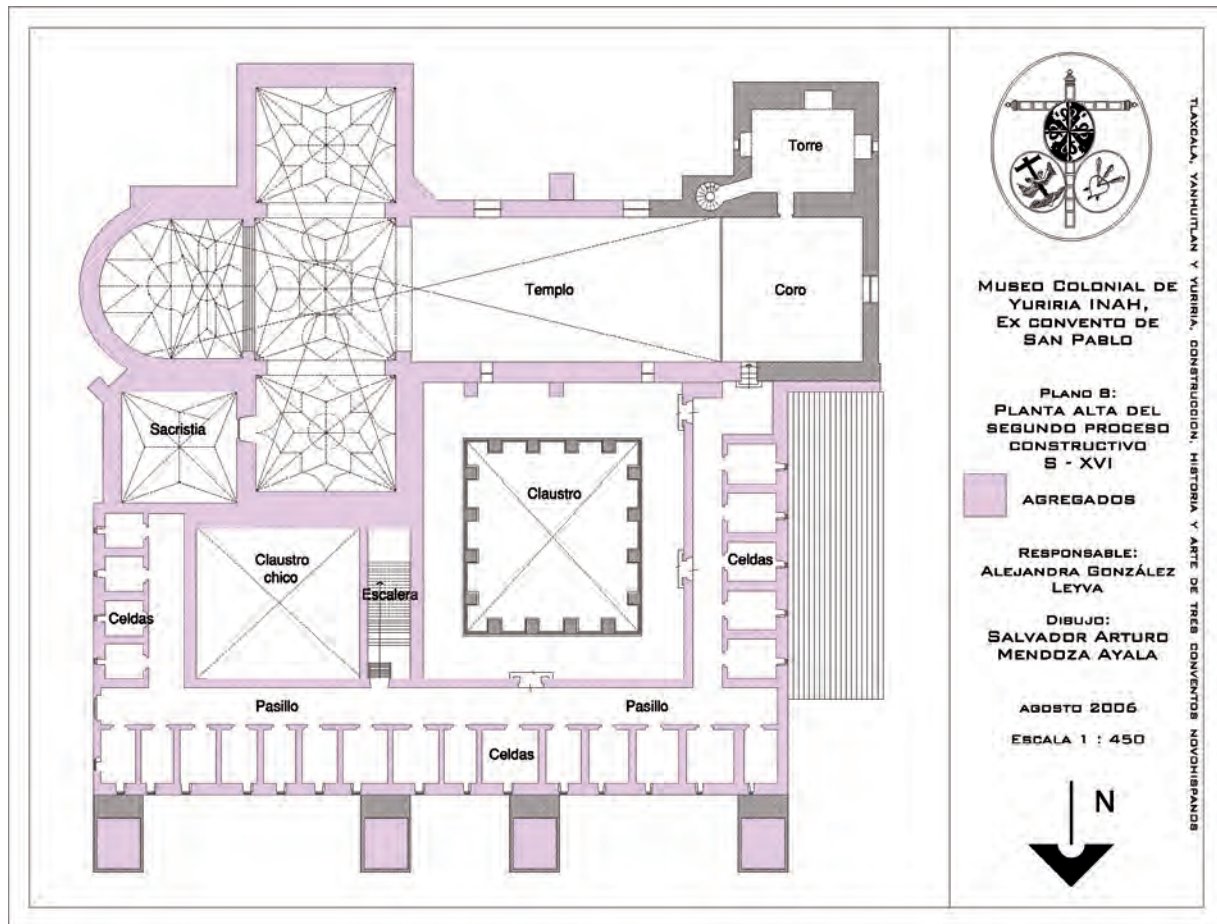 Torre
Templo
Coro
Sacristia
Claustro
Claustro
chico
Escalera
Celdas
Celdas
Pasillo
Pasillo
Celdas
MUSEO COLONIAL DE
YURIRIA INAH,
EX CONVENTO DE
SAN PABLO
PLANO 8:
PLANTA ALTA DEL
SEGUNDO PROCESO
CONSTRUCTIVO
S - XVI
AGREGADOS
RESPONSABLE:
ALEJANDRA GONZÁLEZ
LEYVA
DIBUJO:
SALVADOR ARTURO
MENDOZA AYALA
AGOSTO 2006
ESCALA 1 : 450
N
TLAXCALA, YANHUITLAN Y YURIRIA, CONSTRUCCION, HISTORIA Y ARTE DE TRES CONVENTOS NOVOHISPANOS